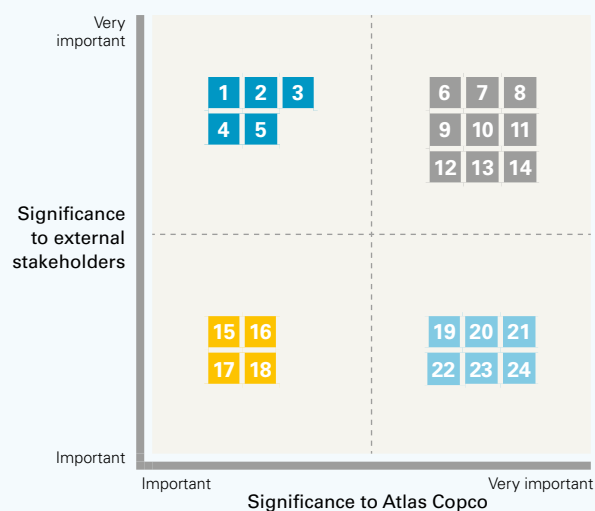 Very
important
1 2 3
6 7 8
4 5
9 10 11
12 13 14
Significance
to external
stakeholders
15 16
19 20 21
17 18
22 23 24
Important
Important
Very important
Significance to Atlas Copco